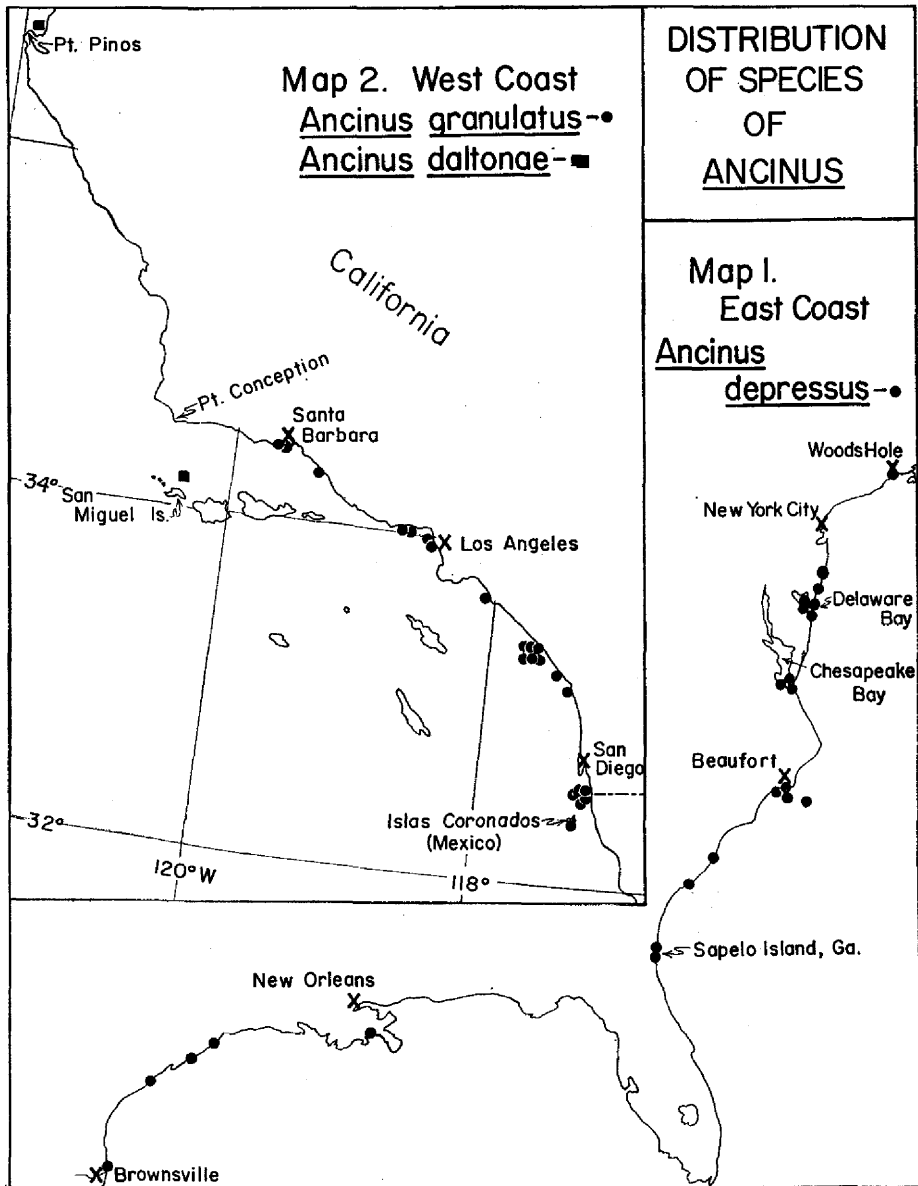 DISTRIBUTION
OF SPECIES
OF
ANCINUS
Map 2. West Coast
Ancinus granulatus-●
Ancinus daltonae-■
Pt. Pinos
California
Pt. Conception
Santa
Barbara
34°
San
Miguel Is.
Los Angeles
San
Diego
Islas Coronados
(Mexico)
32°
120°W
118°
Map 1.
East Coast
Ancinus
depressus-●
Woods Hole
New York City
Delaware
Bay
Chesapeake
Bay
Beaufort
Sapelo Island, Ga.
New Orleans
Brownsville